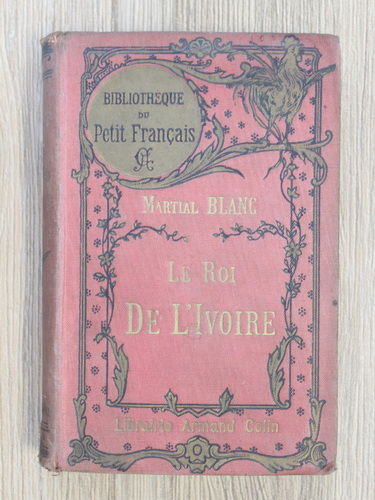 BIBLIOTHEQUE
DU
Petit Français
AC
MARTIAL BLANC
LE ROI
DE L'IVOIRE
Librairie Armand Colin